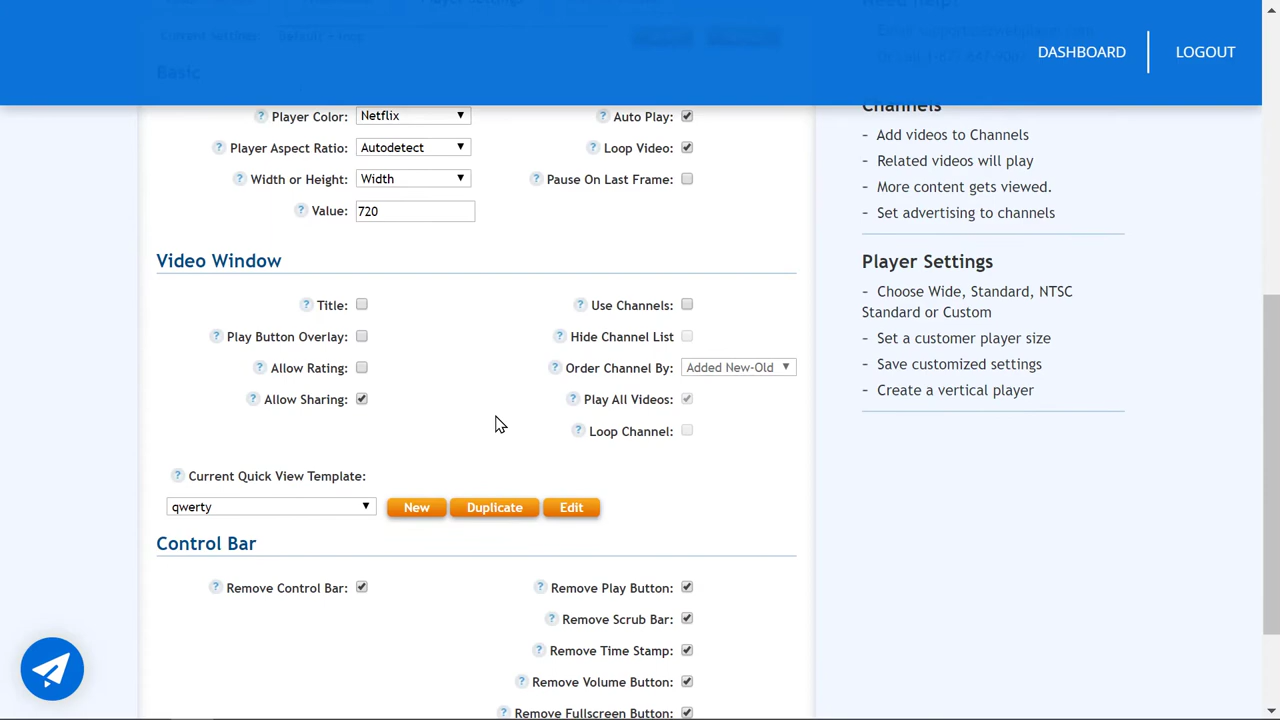 DASHBOARD
LOGOUT
Basic
Player Color: Netflix
Auto Play:
Player Aspect Ratio: Autodetect
Loop Video:
Width or Height: Width
Pause On Last Frame:
Value: 720
Video Window
Title:
Use Channels:
Play Button Overlay:
Hide Channel List
Allow Rating:
Order Channel By: Added New-Old
Allow Sharing:
Play All Videos:
Loop Channel:
Current Quick View Template:
qwerty
New
Duplicate
Edit
Control Bar
Remove Control Bar:
Remove Play Button:
Remove Scrub Bar:
Remove Time Stamp:
Remove Volume Button:
Remove Fullscreen Button:
Channels
- Add videos to Channels
- Related videos will play
- More content gets viewed.
- Set advertising to channels
Player Settings
- Choose Wide, Standard, NTSC
Standard or Custom
- Set a customer player size
- Save customized settings
- Create a vertical player